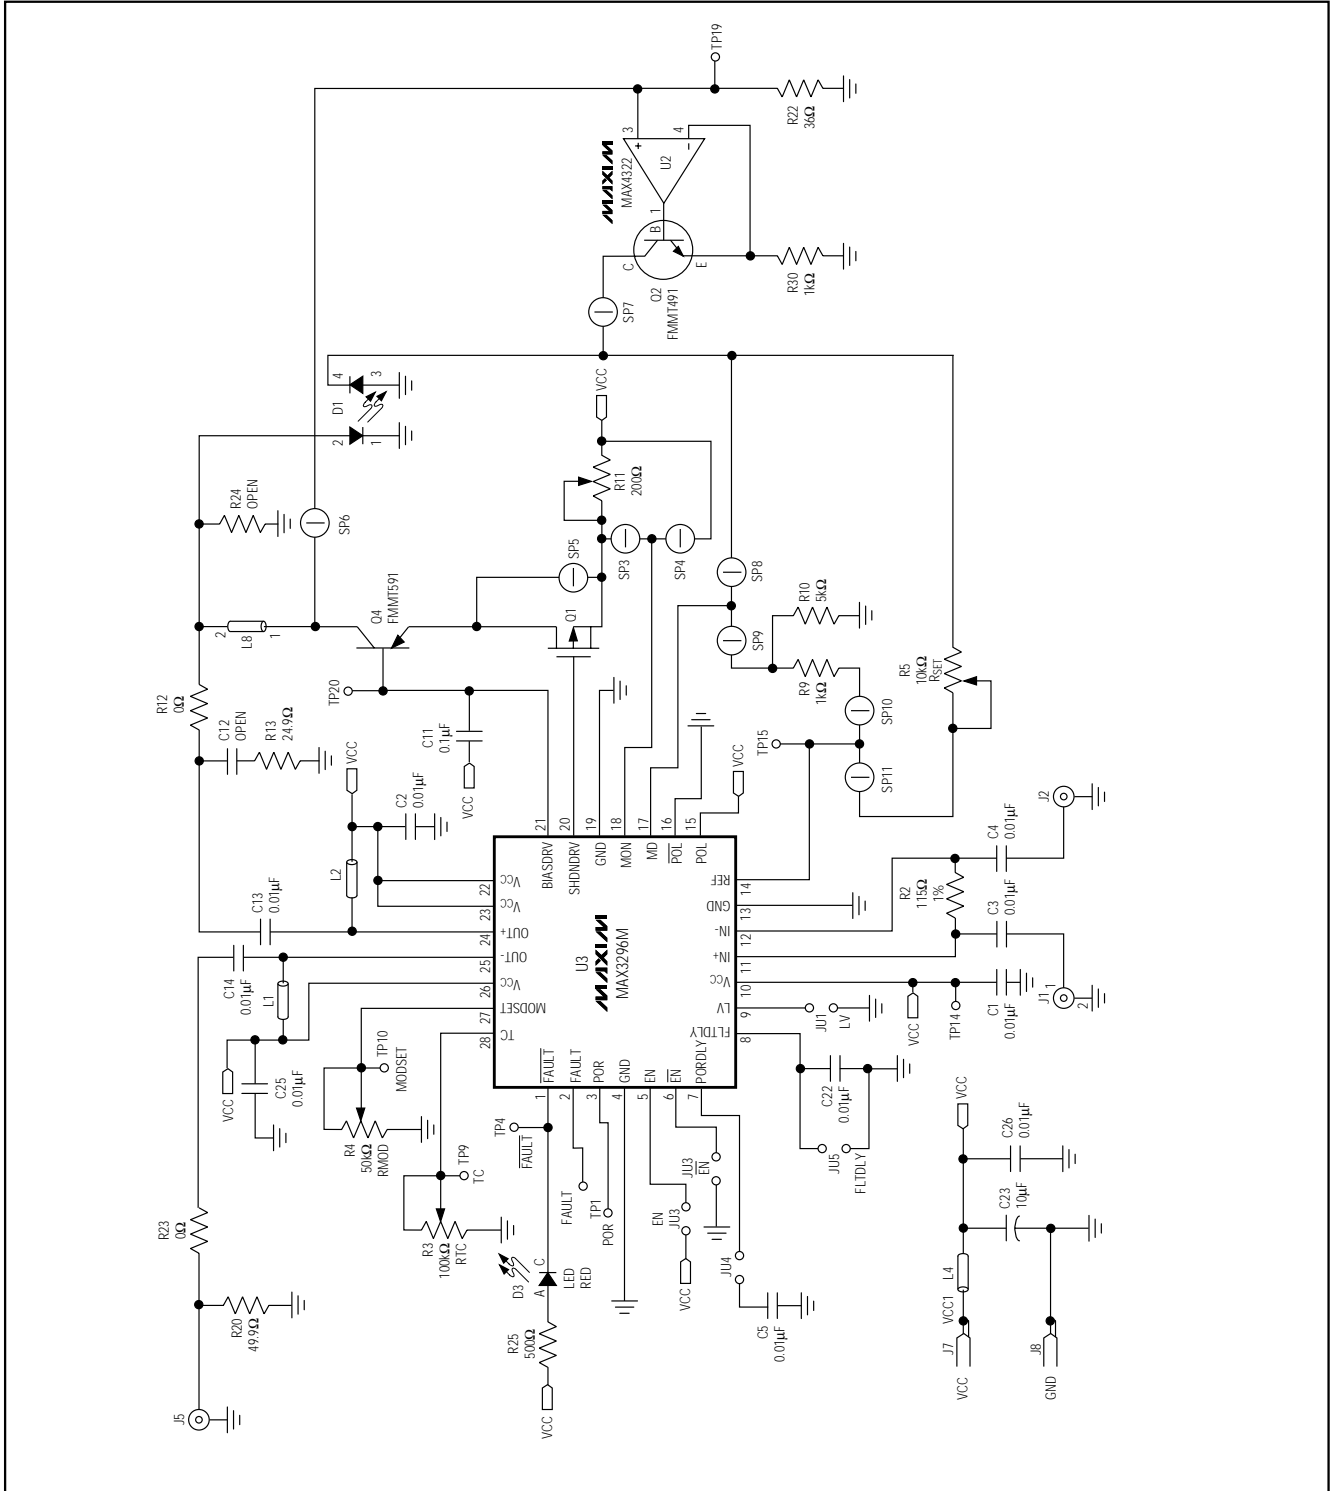 J5
R20
49.9Ω
R23
0Ω
C14
0.01µF
L1
VCC
C25
0.01µF
R4
50kΩ
RMOD
TP10
MODSET
R3
100kΩ
RTC
TP9
TC
C13
0.01µF
R12
0Ω
C12
OPEN
R13
24.9Ω
L2
VCC
C2
0.01µF
2
L8
1
R24
OPEN
SP6
TP20
C11
0.1µF
VCC
Q4
FMMT591
Q1
SP5
2
1
D1
4
3
R11
200Ω
VCC
SP3
SP4
MAXIM
MAX4322
U2
3
+
4
-
1
B
C
E
Q2
FMMT491
SP7
TP19
R22
36Ω
R30
1kΩ
SP8
SP9
R10
5kΩ
R9
1kΩ
SP10
SP11
TP15
R5
10kΩ
RSET
VCC
U3
MAXIM
MAX3296M
28
TC
27
MODSET
26
VCC
25
OUT-
24
OUT+
23
VCC
22
VCC
21
BIASDRV
20
SHDNDRV
19
GND
18
MON
17
MD
16
POL
15
POL
14
REF
13
GND
12
IN-
11
IN+
10
VCC
9
LV
8
FLTDLY
1
FAULT
2
FAULT
3
POR
4
GND
5
EN
6
EN
7
PORDLY
TP4
FAULT
FAULT
TP1
POR
D3
A
C
LED
RED
R25
500Ω
VCC
EN
JU3
VCC
JU3
EN
JU4
C5
0.01µF
JU5
FLTDLY
C22
0.01µF
JU1
LV
VCC
TP14
C1
0.01µF
J1
1
2
C3
0.01µF
R2
115Ω
1%
C4
0.01µF
J2
J7
VCC
VCC1
L4
C23
10µF
C26
0.01µF
VCC
J8
GND